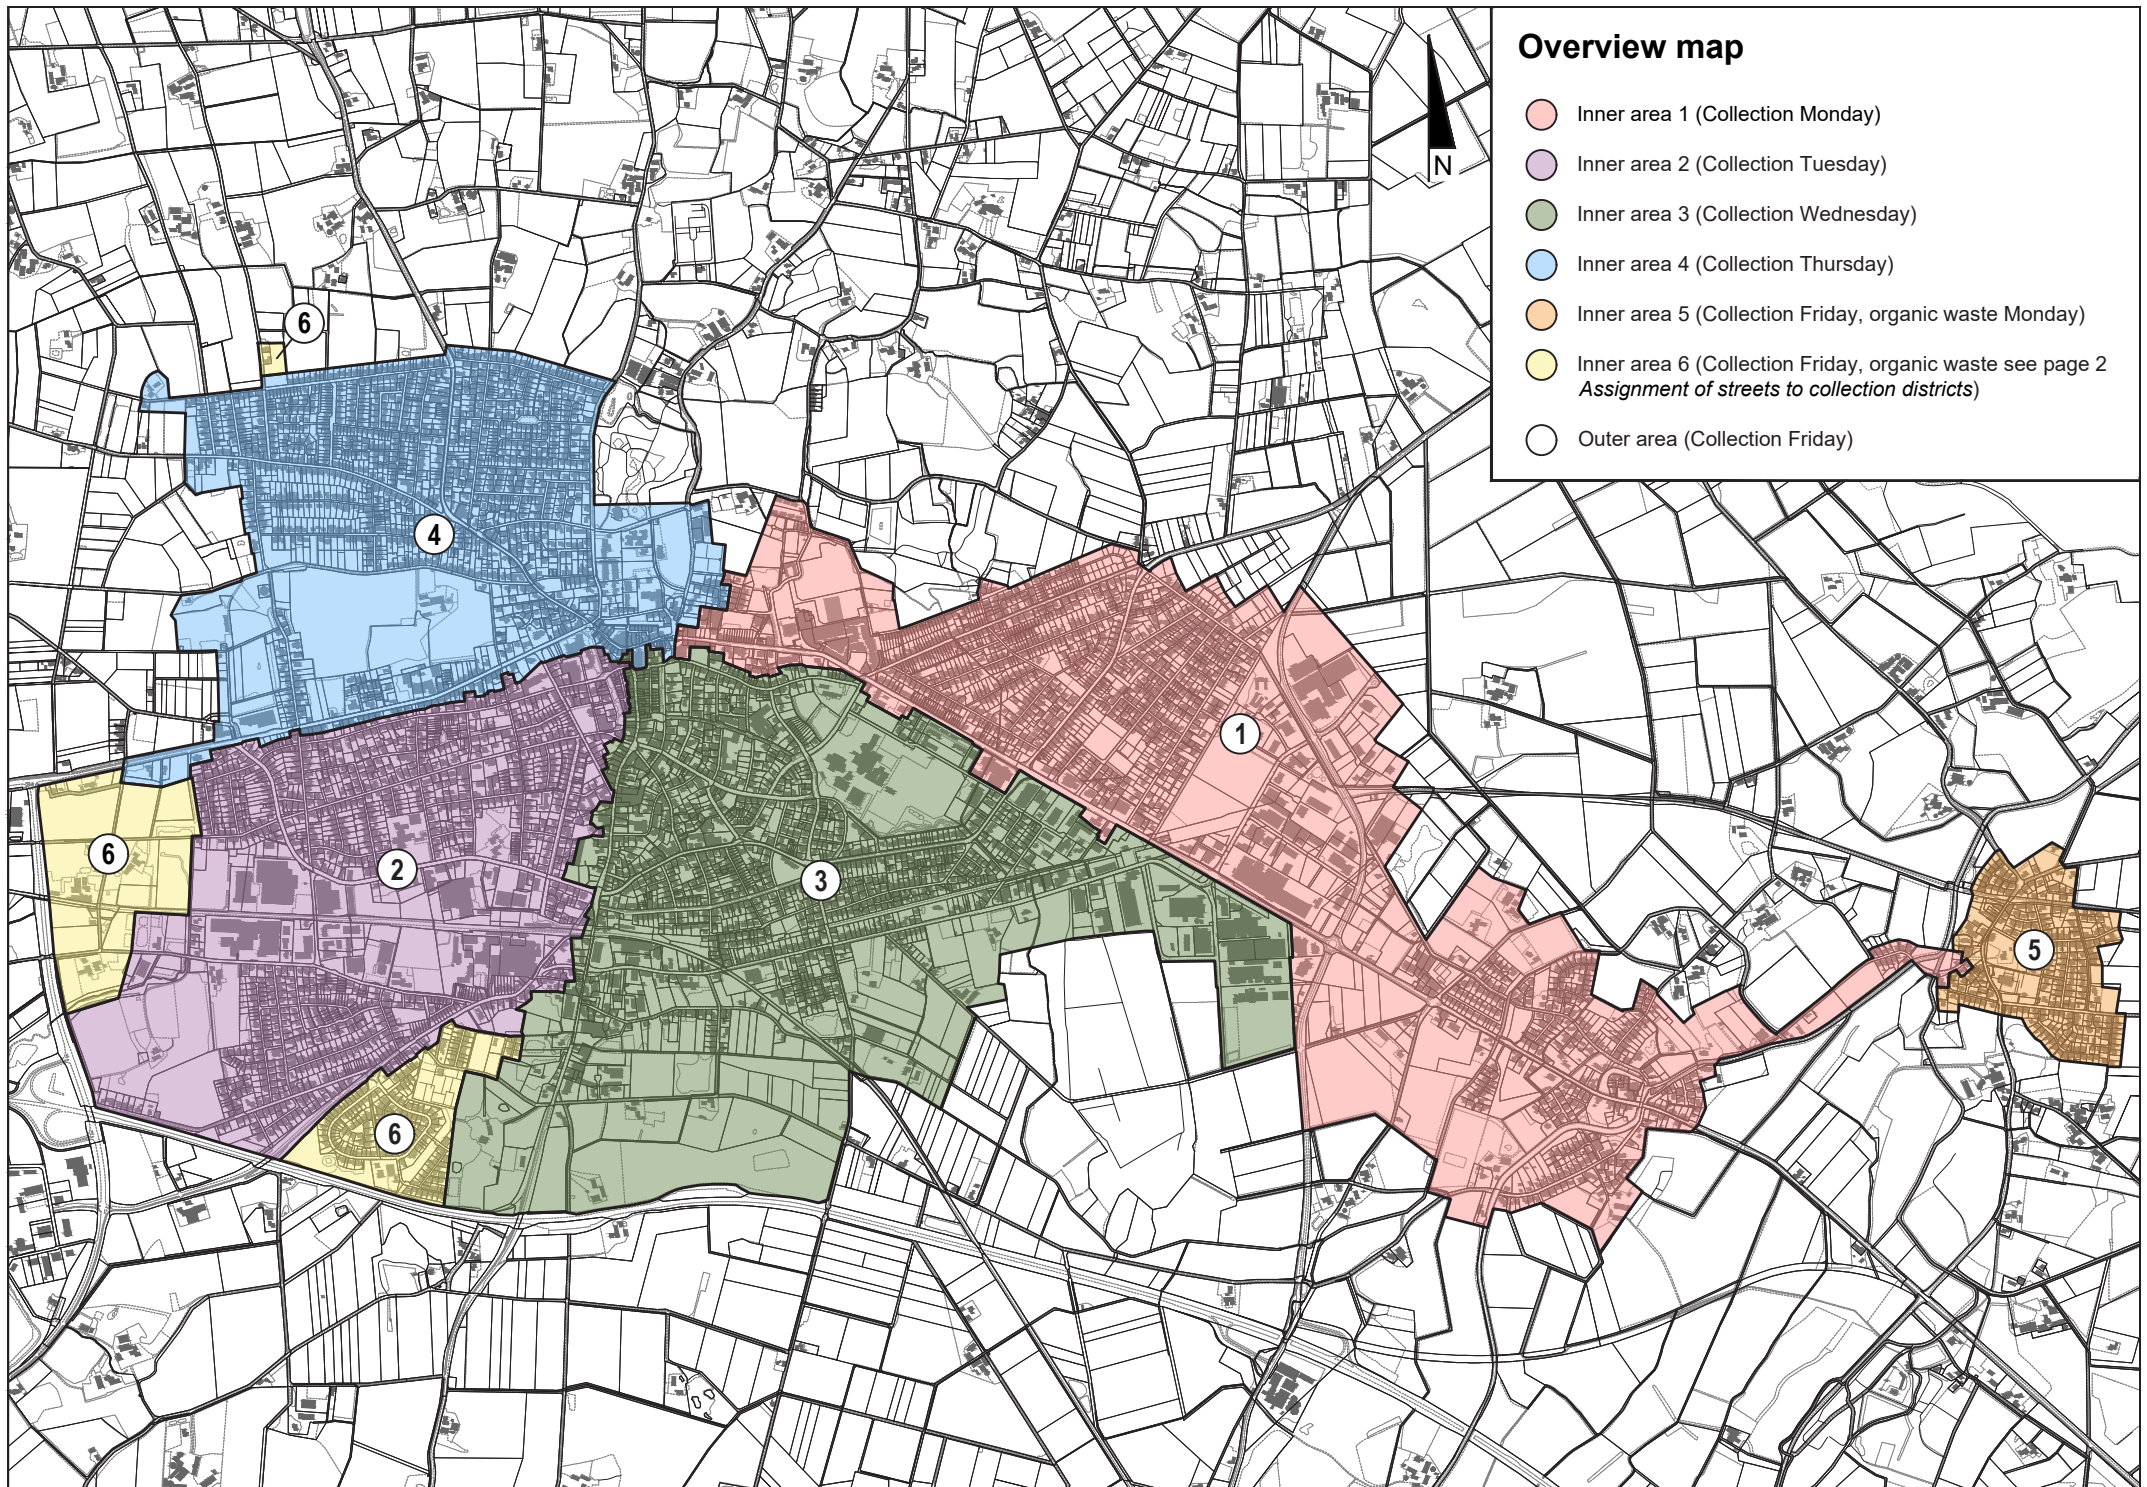 Overview map
Inner area 1 (Collection Monday)
N
Inner area 2 (Collection Tuesday)
Inner area 3 (Collection Wednesday)
Inner area 4 (Collection Thursday)
Inner area 5 (Collection Friday, organic waste Monday)
Inner area 6 (Collection Friday, organic waste see page 2
Assignment of streets to collection districts)
Outer area (Collection Friday)
6
4
1
6
2
3
5
6